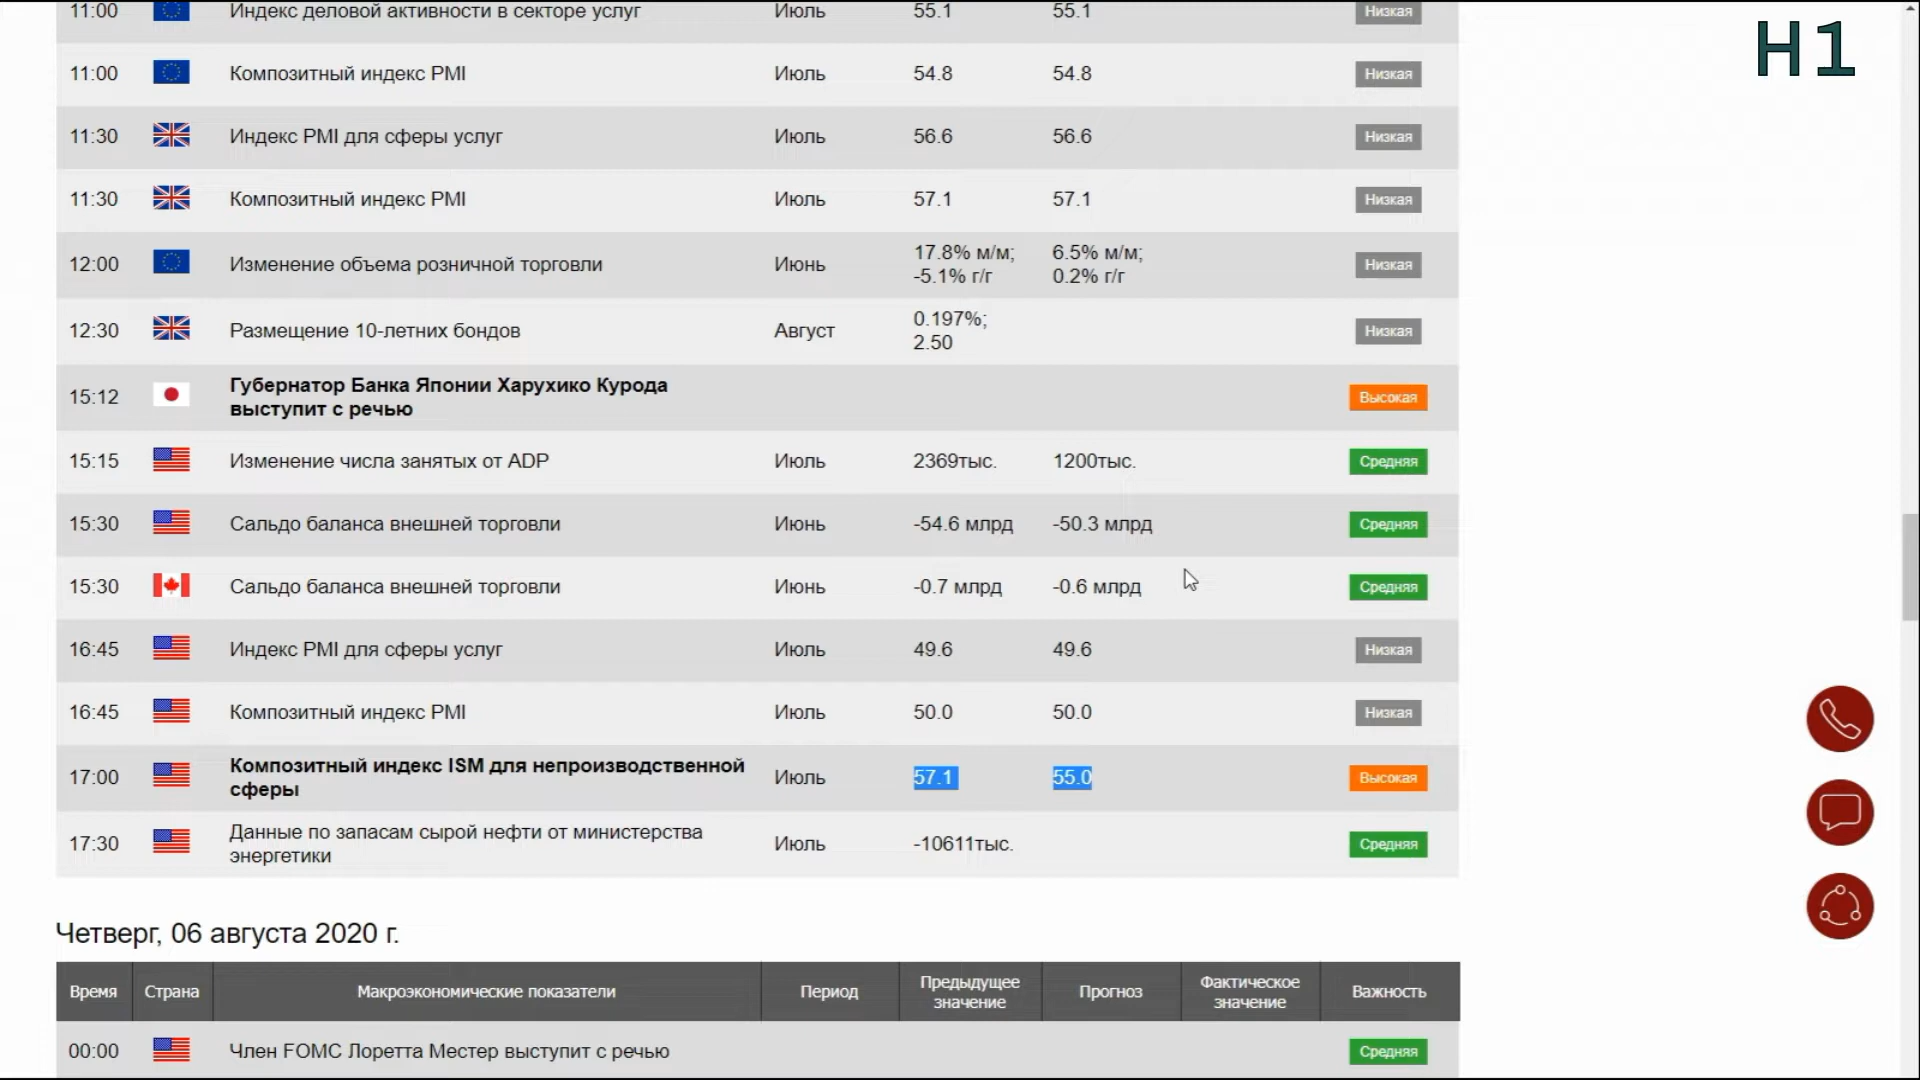 H1
11:00 Индекс деловой активности в секторе услуг Июль 55.1 55.1 Низкая
11:00 Композитный индекс PMI Июль 54.8 54.8 Низкая
11:30 Индекс PMI для сферы услуг Июль 56.6 56.6 Низкая
11:30 Композитный индекс PMI Июль 57.1 57.1 Низкая
12:00 Изменение объема розничной торговли Июнь 17.8% м/м; 6.5% м/м; Низкая
-5.1% г/г 0.2% г/г
12:30 Размещение 10-летних бондов Август 0.197%; Низкая
2.50
15:12 Губернатор Банка Японии Харухико Курода Высокая
выступит с речью
15:15 Изменение числа занятых от ADP Июль 2369тыс. 1200тыс. Средняя
15:30 Сальдо баланса внешней торговли Июнь -54.6 млрд -50.3 млрд Средняя
15:30 Сальдо баланса внешней торговли Июнь -0.7 млрд -0.6 млрд Средняя
16:45 Индекс PMI для сферы услуг Июль 49.6 49.6 Низкая
16:45 Композитный индекс PMI Июль 50.0 50.0 Низкая
17:00 Композитный индекс ISM для непроизводственной Июль 57.1 55.0 Высокая
сферы
17:30 Данные по запасам сырой нефти от министерства Июль -10611тыс. Средняя
энергетики
Четверг, 06 августа 2020 г.
Время Страна Макроэкономические показатели Период Предыдущее Прогноз Фактическое Важность
значение значение
00:00 Член FOMC Лоретта Местер выступит с речью Средняя